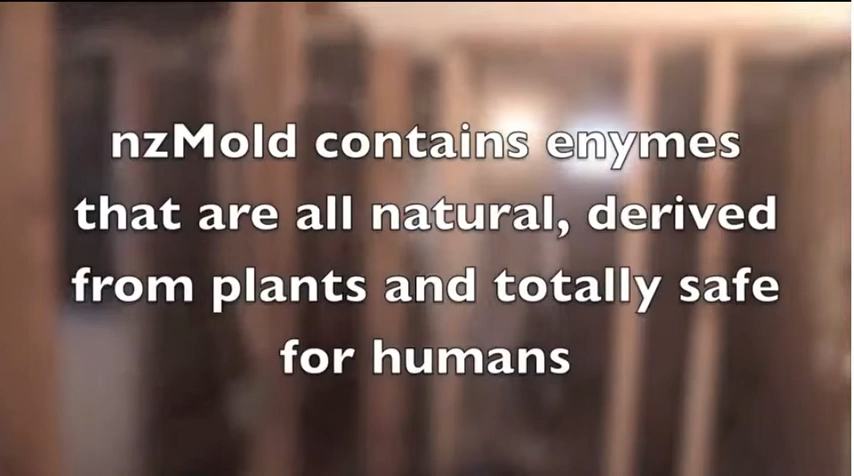 nzMold contains enymes
that are all natural, derived
from plants and totally safe
for humans